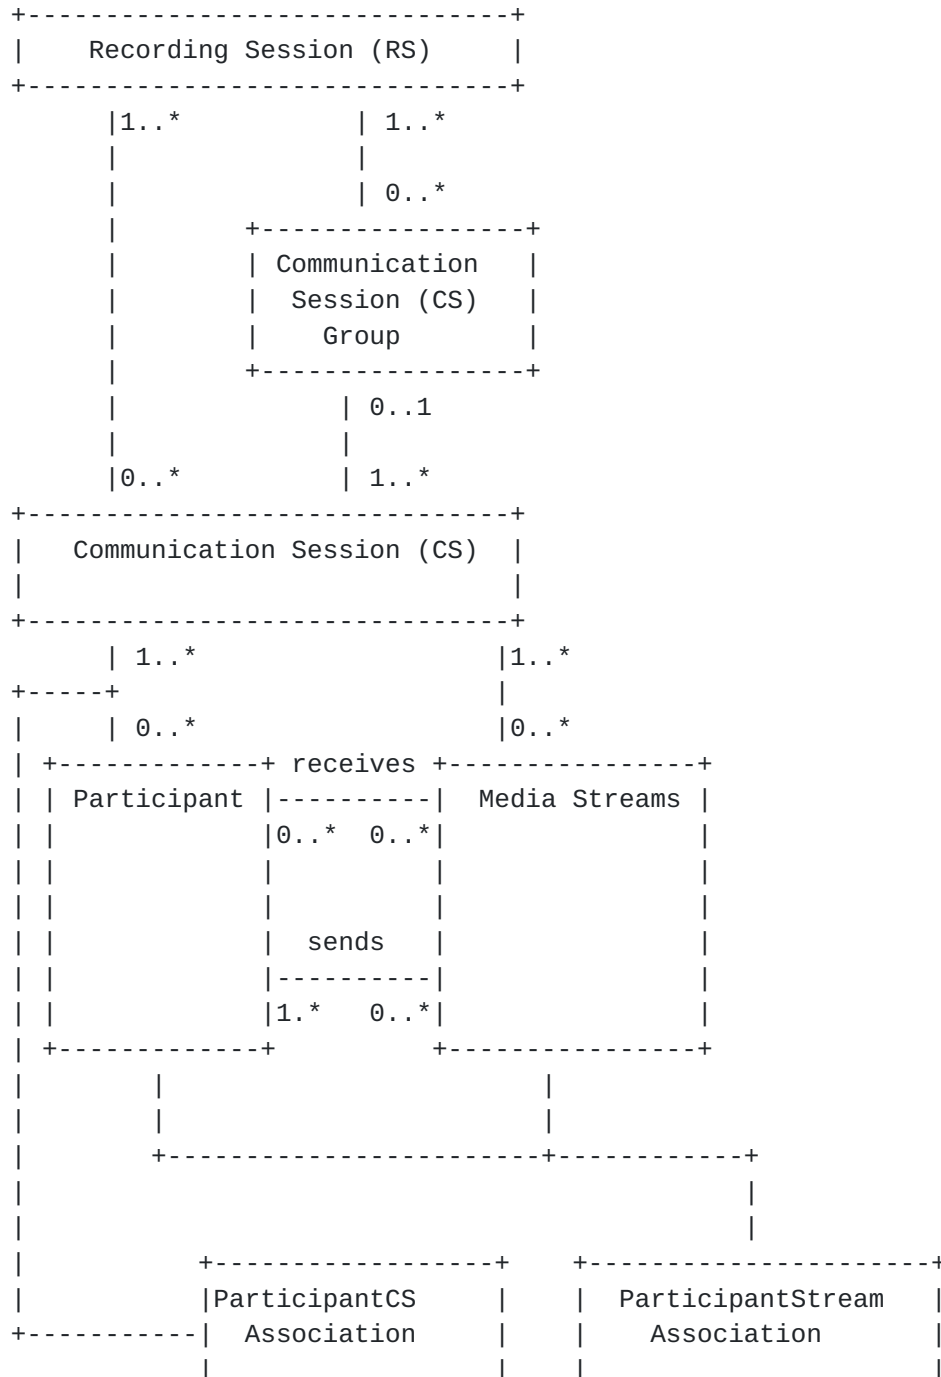 +-------------------------------+
|    Recording Session (RS)     |
+-------------------------------+
      |1..*           | 1..*
      |               |
      |               | 0..*
      |        +-----------------+
      |        | Communication   |
      |        |  Session (CS)   |
      |        |    Group        |
      |        +-----------------+
      |              | 0..1
      |              |
      |0..*          | 1..*
+-------------------------------+
|   Communication Session (CS)  |
|                               |
+-------------------------------+
      | 1..*                   |1..*
+-----+                        |
|     | 0..*                   |0..*
| +-------------+ receives +----------------+
| | Participant |----------|  Media Streams |
| |             |0..*  0..*|                |
| |             |          |                |
| |             |          |                |
| |             |  sends   |                |
| |             |----------|                |
| |             |1.*   0..*|                |
| +-------------+          +----------------+
|        |                        |
|        |                        |
|        +------------------------+------------+
|                                              |
|                                              |
|           +------------------+    +----------------------+
|           |ParticipantCS     |    |  ParticipantStream   |
+-----------|  Association     |    |    Association       |
            |                  |    |                      |